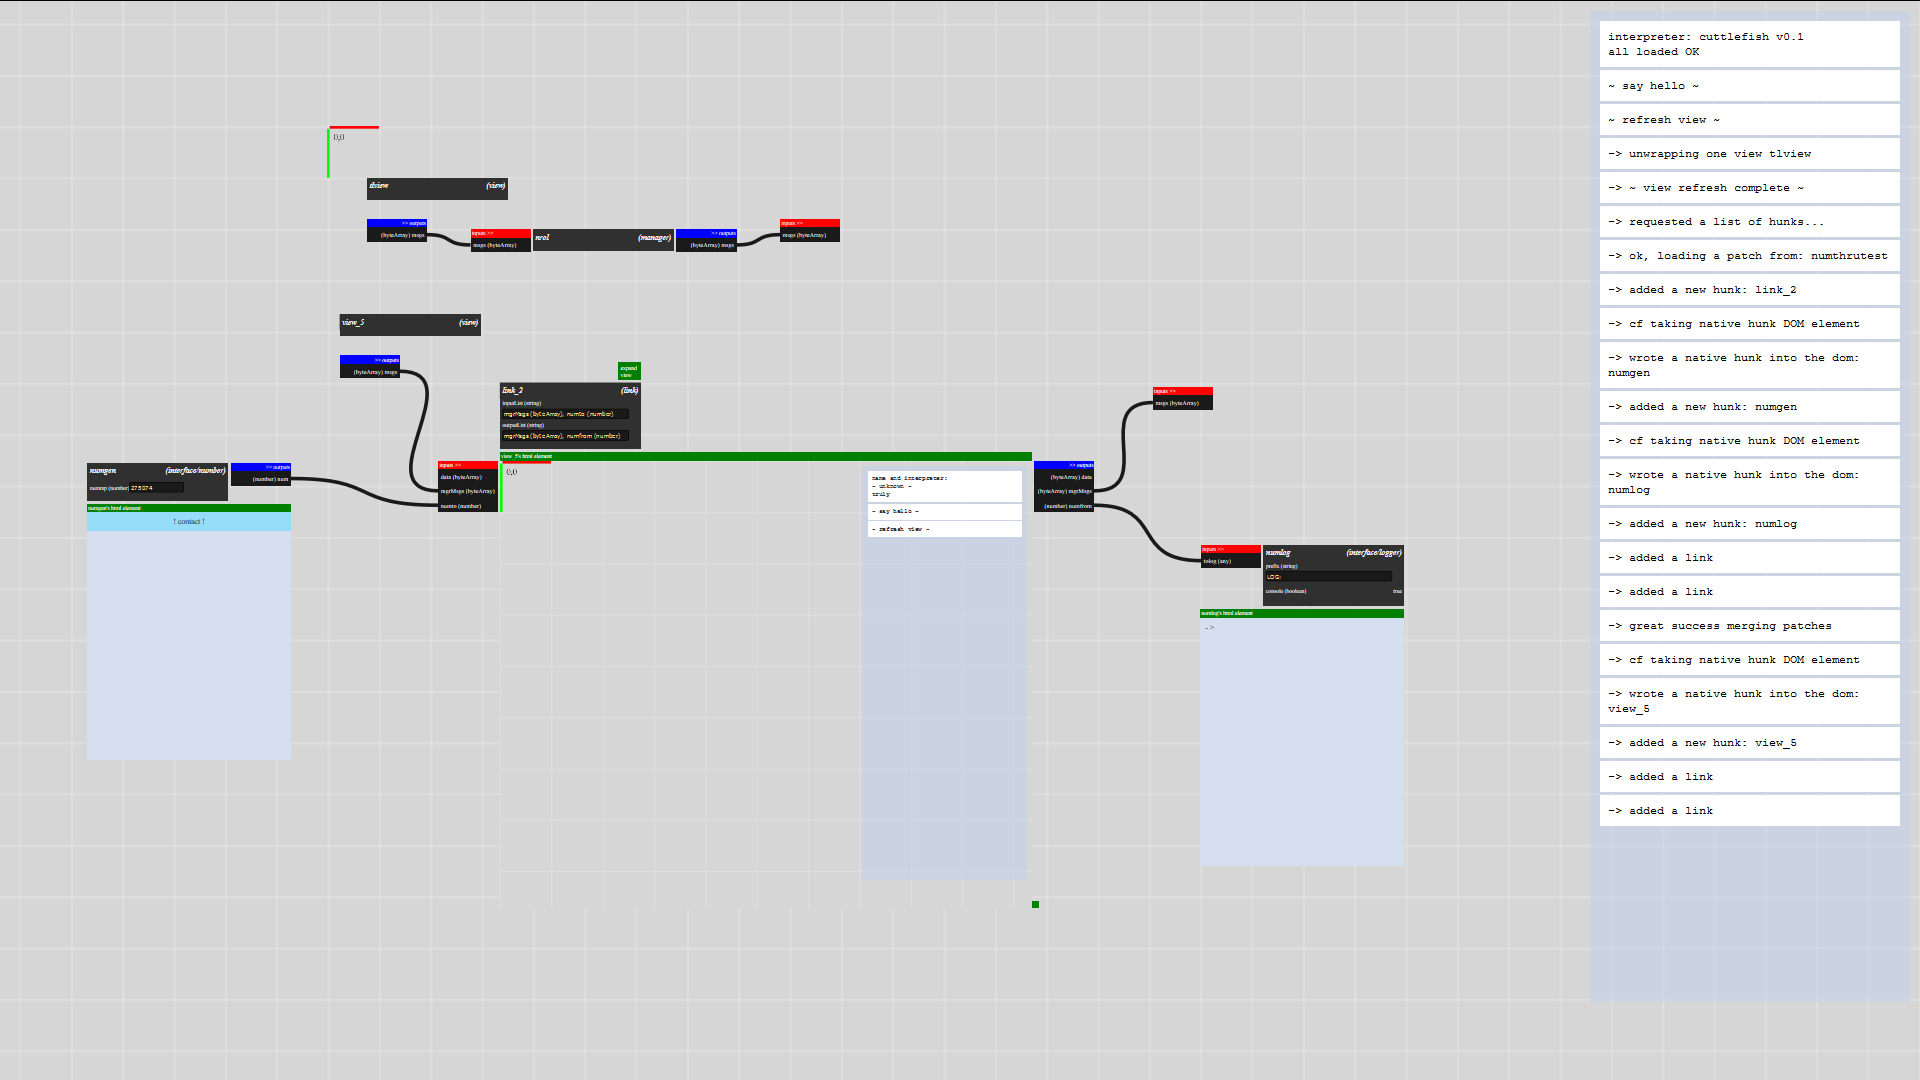 0,0
tlview (view)
>> outputs
(byteArray) msgs
inputs >>
msgs (byteArray)
nrol (manager)
>> outputs
(byteArray) msgs
inputs >>
msgs (byteArray)
view_5 (view)
>> outputs
(byteArray) msgs
expand
view
link_2 (link)
inputList (string)
mgrMsgs (byteArray), numto (number)
outputList (string)
mgrMsgs (byteArray), numfrom (number)
numgen (interface/number)
numnp (number) 275074
>> outputs
(number) num
numgen's html element
! contact !
inputs >>
data (byteArray)
mgrMsgs (byteArray)
numto (number)
view_5's html element
0,0
name and interpreter:
~ unknown ~
truly
~ say hello ~
~ refresh view ~
>> outputs
(byteArray) data
(byteArray) mgrMsgs
(number) numfrom
inputs >>
msgs (byteArray)
inputs >>
tolog (any)
numlog (interface/logger)
prefix (string)
LOG:
console (boolean) true
numlog's html element
->
interpreter: cuttlefish v0.1
all loaded OK
~ say hello ~
~ refresh view ~
-> unwrapping one view tlview
-> ~ view refresh complete ~
-> requested a list of hunks...
-> ok, loading a patch from: numthrutest
-> added a new hunk: link_2
-> cf taking native hunk DOM element
-> wrote a native hunk into the dom:
numgen
-> added a new hunk: numgen
-> cf taking native hunk DOM element
-> wrote a native hunk into the dom:
numlog
-> added a new hunk: numlog
-> added a link
-> added a link
-> great success merging patches
-> cf taking native hunk DOM element
-> wrote a native hunk into the dom:
view_5
-> added a new hunk: view_5
-> added a link
-> added a link